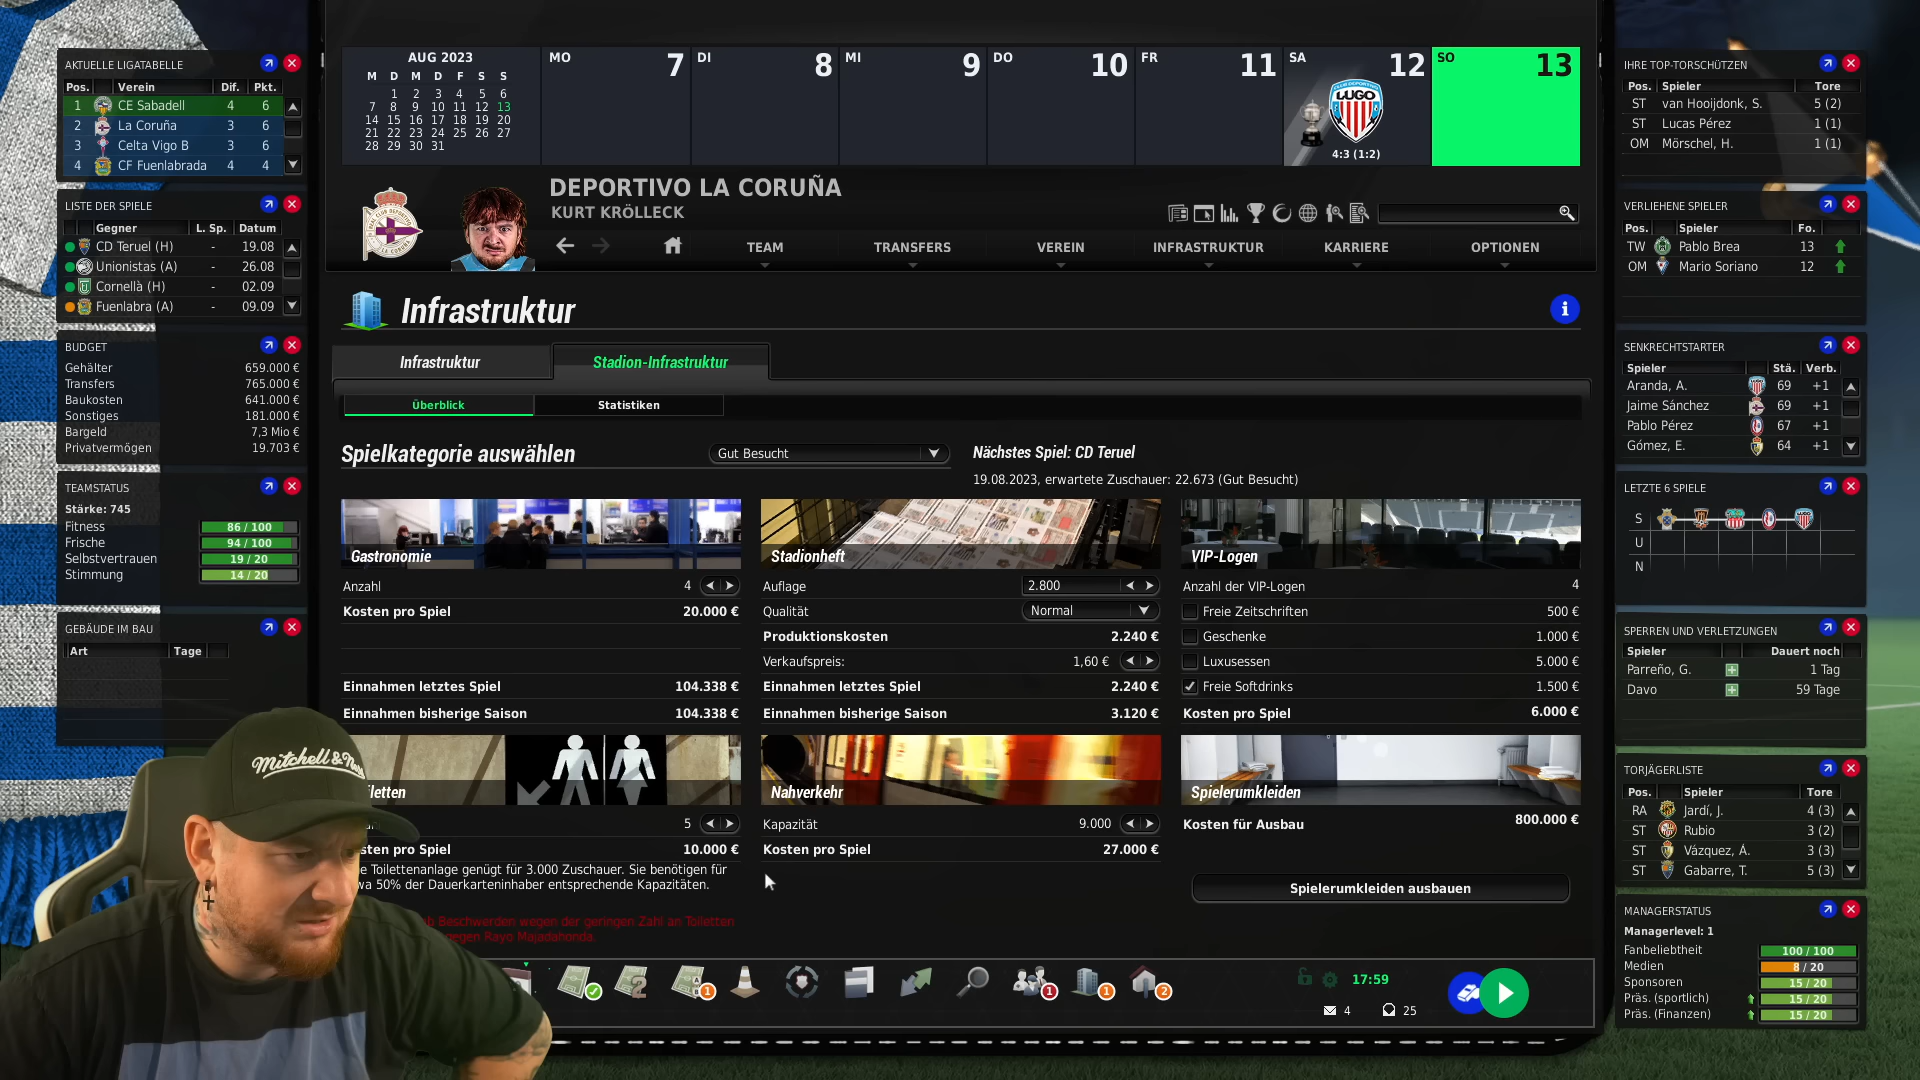 AKTUELLE LIGATABELLE
Pos. Verein Dif. Pkt.
1 CE Sabadell 4 6
2 La Coruña 3 6
3 Celta Vigo B 3 6
4 CF Fuenlabrada 4 4
LISTE DER SPIELE
Gegner L. Sp. Datum
CD Teruel (H) - 19.08
Unionistas (A) - 26.08
Cornellà (H) - 02.09
Fuenlabra (A) - 09.09
BUDGET
Gehälter 659.000 €
Transfers 765.000 €
Baukosten 641.000 €
Sonstiges 181.000 €
Bargeld 7,3 Mio €
Privatvermögen 19.703 €
TEAMSTATUS
Stärke: 745
Fitness 86 / 100
Frische 94 / 100
Selbstvertrauen 19 / 20
Stimmung 14 / 20
GEBÄUDE IM BAU
Art Tage
AUG 2023
M D M D F S S
1 2 3 4 5 6
7 8 9 10 11 12 13
14 15 16 17 18 19 20
21 22 23 24 25 26 27
28 29 30 31
MO 7 DI 8 MI 9 DO 10 FR 11 SA 12 SO 13
LUGO
4:3 (1:2)
DEPORTIVO LA CORUÑA
KURT KRÖLLECK
TEAM TRANSFERS VEREIN INFRASTRUKTUR KARRIERE OPTIONEN
Infrastruktur
Infrastruktur Stadion-Infrastruktur
Überblick Statistiken
Spielkategorie auswählen Gut Besucht
Nächstes Spiel: CD Teruel
19.08.2023, erwartete Zuschauer: 22.673 (Gut Besucht)
Gastronomie
Anzahl 4
Kosten pro Spiel 20.000 €
Einnahmen letztes Spiel 104.338 €
Einnahmen bisherige Saison 104.338 €
Stadionheft
Auflage 2.800
Qualität Normal
Produktionskosten 2.240 €
Verkaufspreis: 1,60 €
Einnahmen letztes Spiel 2.240 €
Einnahmen bisherige Saison 3.120 €
VIP-Logen
Anzahl der VIP-Logen 4
Freie Zeitschriften 500 €
Geschenke 1.000 €
Luxusessen 5.000 €
Freie Softdrinks 1.500 €
Kosten pro Spiel 6.000 €
iletten
5
sten pro Spiel 10.000 €
e Toilettenanlage genügt für 3.000 Zuschauer. Sie benötigen für
wa 50% der Dauerkarteninhaber entsprechende Kapazitäten.
b Beschwerden wegen der geringen Zahl an Toiletten
gegen Rayo Majadahonda.
Nahverkehr
Kapazität 9.000
Kosten pro Spiel 27.000 €
Spielerumkleiden
Kosten für Ausbau 800.000 €
Spielerumkleiden ausbauen
Mitchell & Ness
2 1 1 1 2
17:59
4 25
IHRE TOP-TORSCHÜTZEN
Pos. Spieler Tore
ST van Hooijdonk, S. 5 (2)
ST Lucas Pérez 1 (1)
OM Mörschel, H. 1 (1)
VERLIEHENE SPIELER
Pos. Spieler Fo.
TW Pablo Brea 13
OM Mario Soriano 12
SENKRECHTSTARTER
Spieler Stä. Verb.
Aranda, A. 69 +1
Jaime Sánchez 69 +1
Pablo Pérez 67 +1
Gómez, E. 64 +1
LETZTE 6 SPIELE
S
U
N
SPERREN UND VERLETZUNGEN
Spieler Dauert noch
Parreño, G. 1 Tag
Davo 59 Tage
TORJÄGERLISTE
Pos. Spieler Tore
RA Jardí, J. 4 (3)
ST Rubio 3 (2)
ST Vázquez, Á. 3 (3)
ST Gabarre, T. 5 (3)
MANAGERSTATUS
Managerlevel: 1
Fanbeliebtheit 100 / 100
Medien 8 / 20
Sponsoren 15 / 20
Präs. (sportlich) 15 / 20
Präs. (Finanzen) 15 / 20